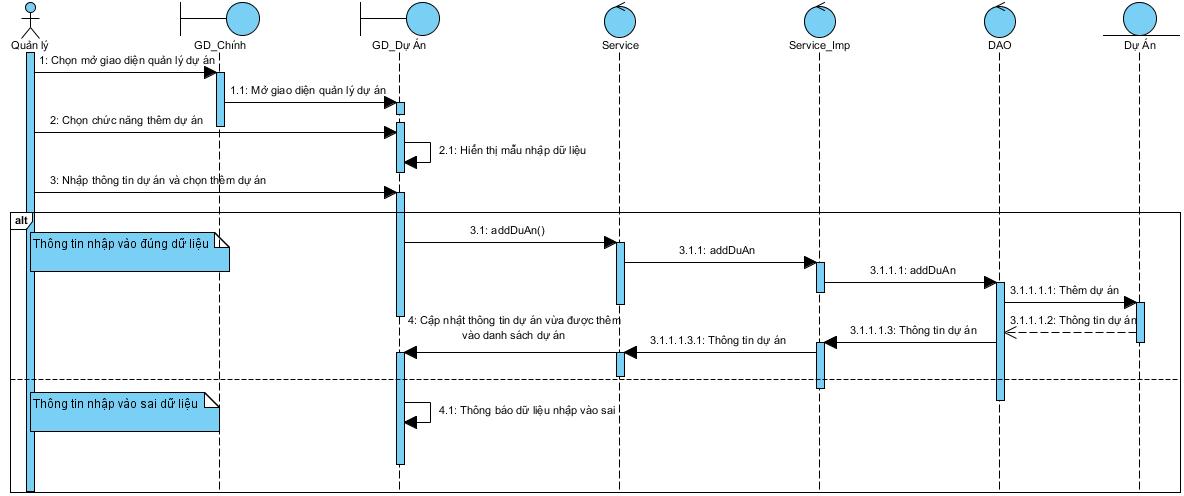 Quản lý
GD_Chính
GD_Dự Án
Service
Service_Imp
DAO
Dự Án
1: Chọn mở giao diện quản lý dự án
1.1: Mở giao diện quản lý dự án
2: Chọn chức năng thêm dự án
2.1: Hiển thị mẫu nhập dữ liệu
3: Nhập thông tin dự án và chọn thêm dự án
alt
Thông tin nhập vào đúng dữ liệu
3.1: addDuAn()
3.1.1: addDuAn
3.1.1.1: addDuAn
3.1.1.1.1: Thêm dự án
3.1.1.1.2: Thông tin dự án
3.1.1.1.3: Thông tin dự án
3.1.1.1.3.1: Thông tin dự án
4: Cập nhật thông tin dự án vừa được thêm
vào danh sách dự án
Thông tin nhập vào sai dữ liệu
4.1: Thông báo dữ liệu nhập vào sai